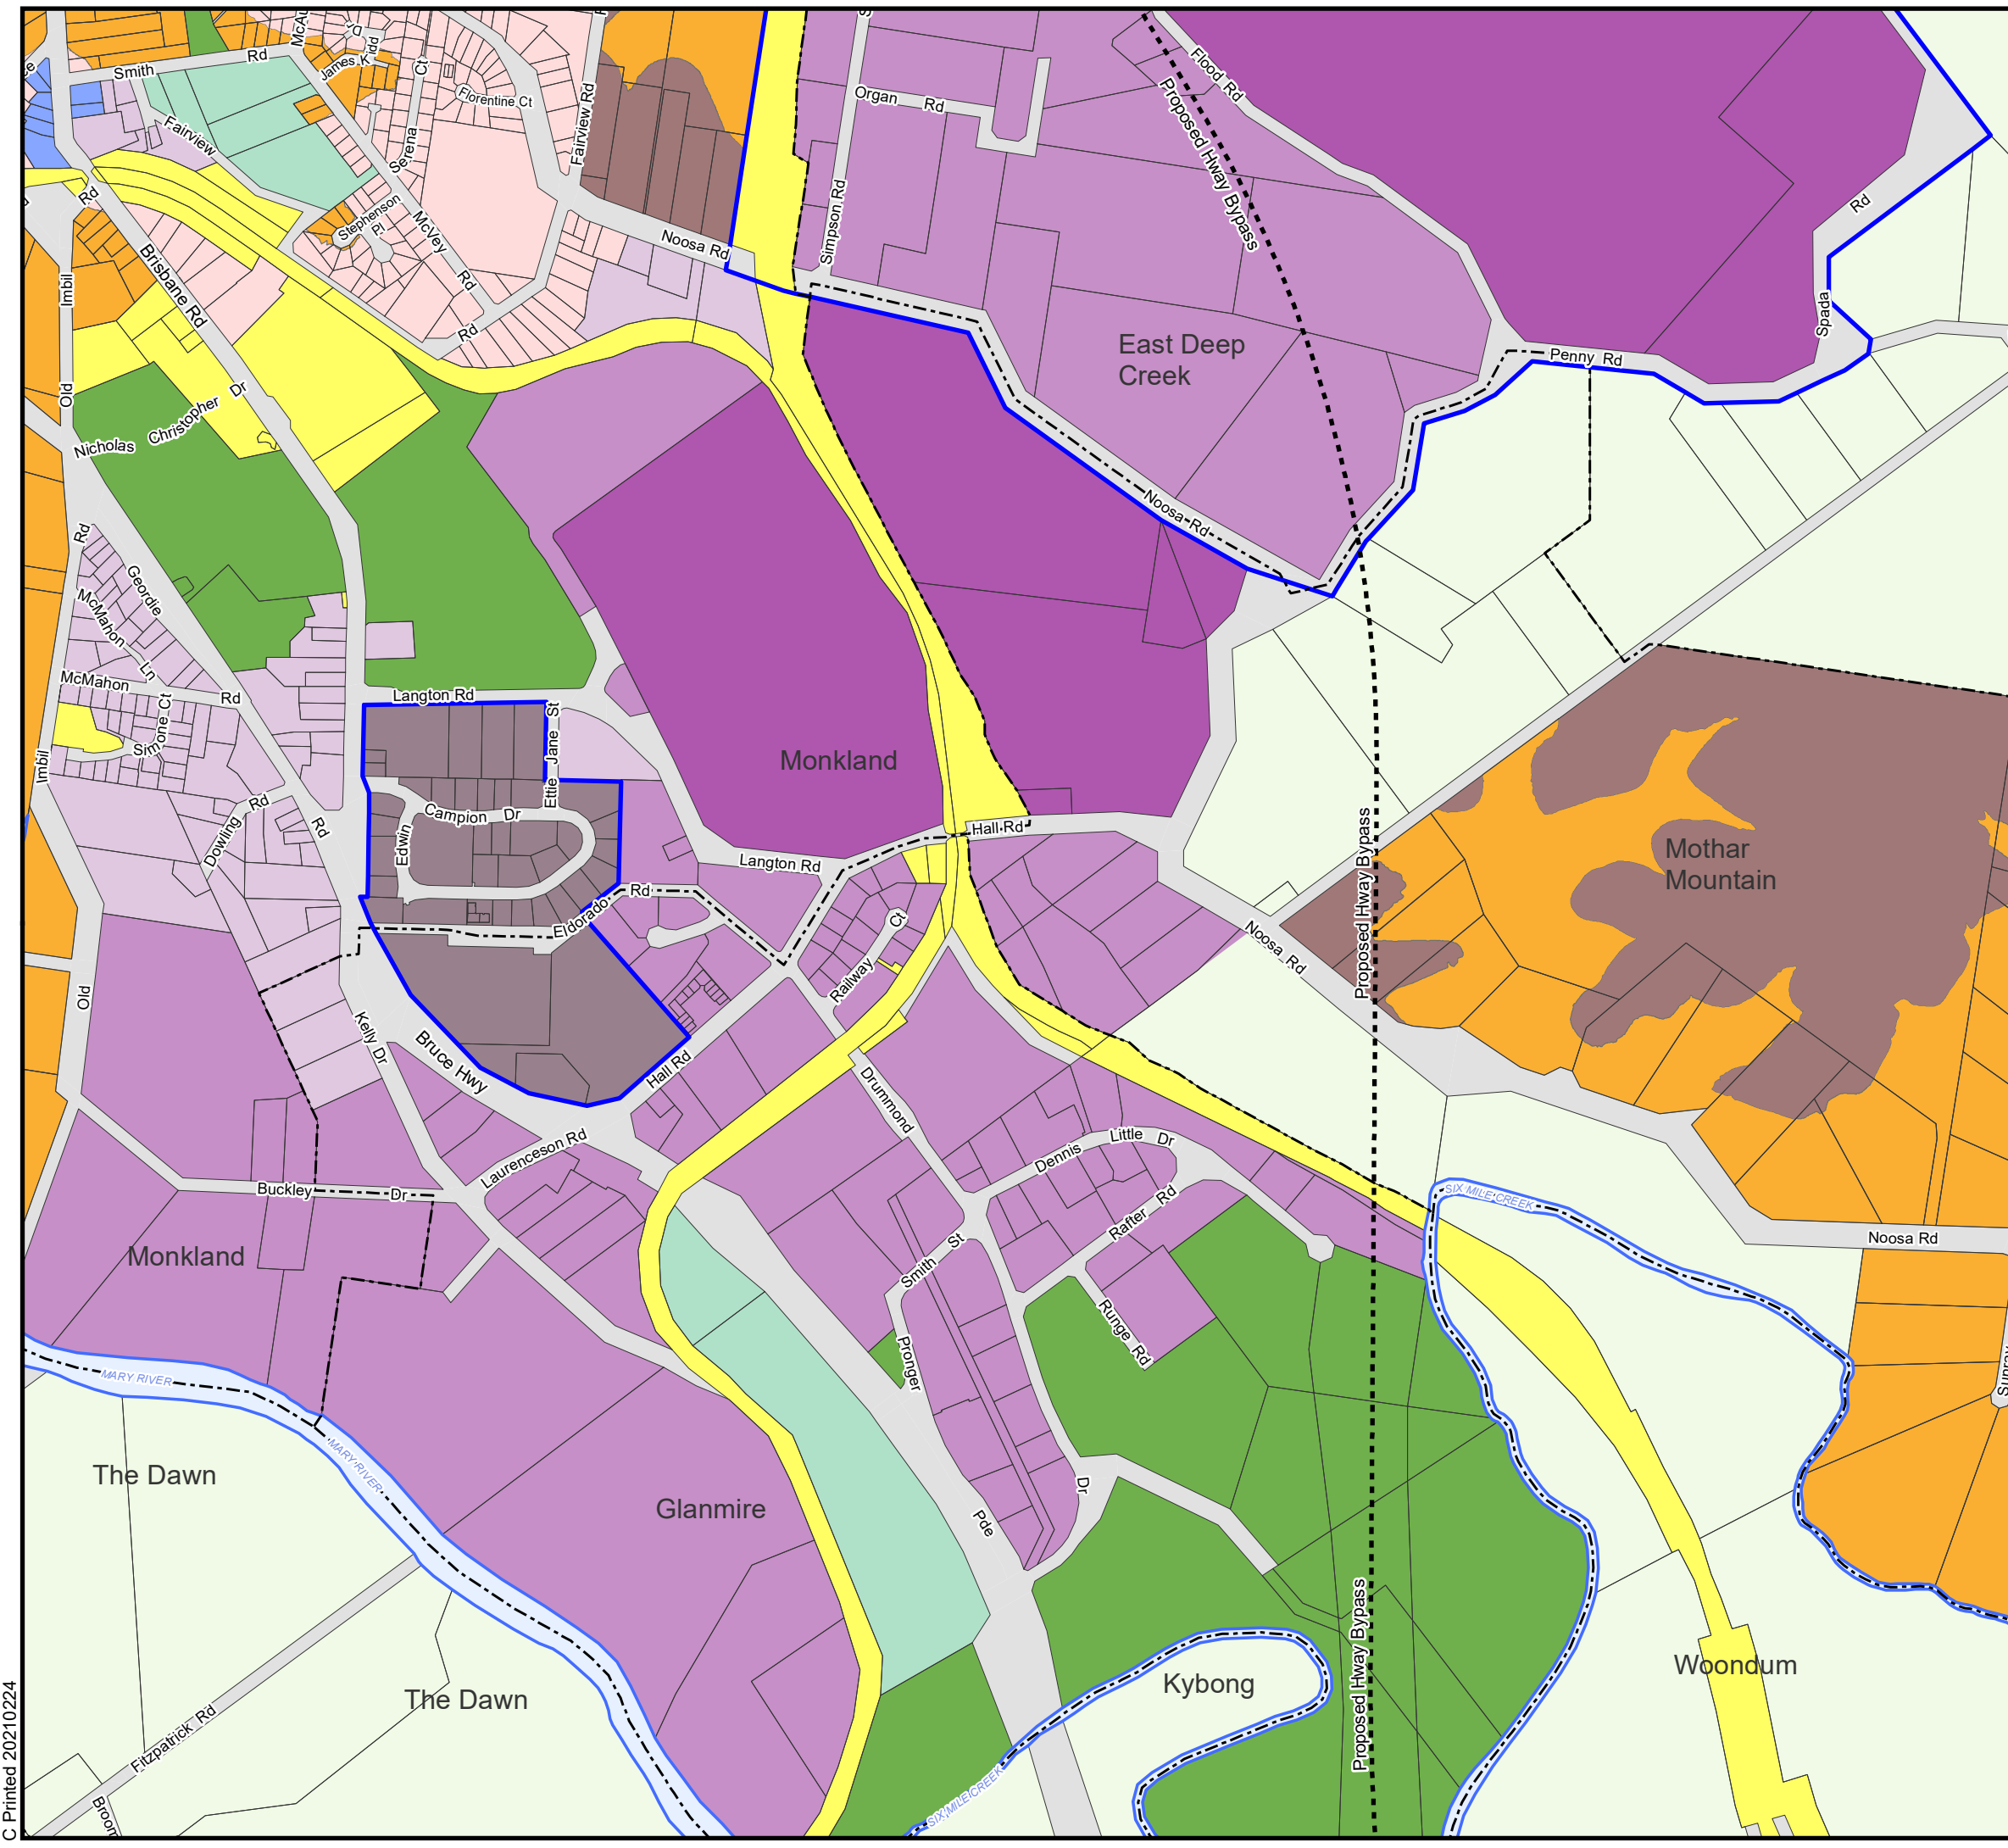 Smith Rd
James K
Ct
Florentine Ct
Serena
Fairview
Fairview Rd
Stephenson
Pl
McVey
Rd
Rd
Noosa Rd
Simpson Rd
Organ Rd
Flood Rd
Proposed Hway Bypass
Rd
Spada
Penny Rd
East Deep
Creek
Rd
Brisbane Rd
Imbil
Old
Nicholas
Christopher Dr
Noosa Rd
Rd
Geordie
McMahon
Ln
McMahon Rd
Simone Ct
Sim
Imbil
Langton Rd
Ettie Jane St
Monkland
Campion Dr
Edwin
Dowling Rd
Rd
Hall Rd
Langton Rd
Eldorado Rd
Railway Ct
Proposed Hway Bypass
Mothar
Mountain
Noosa Rd
Old
Kelly Dr
Bruce Hwy
Hall Rd
Drummond
Laurenceson Rd
Dennis Little Dr
Buckley Dr
Monkland
Rafter Rd
Smith St
Runge Rd
Pronger
SIX MILE CREEK
Noosa Rd
MARY RIVER
MARY RIVER
The Dawn
Glanmire
Dr
Pde
Proposed Hway Bypass
Kybong
Woondum
The Dawn
Fitzpatrick Rd
Broom
SIX MILE CREEK
C Printed 20210224